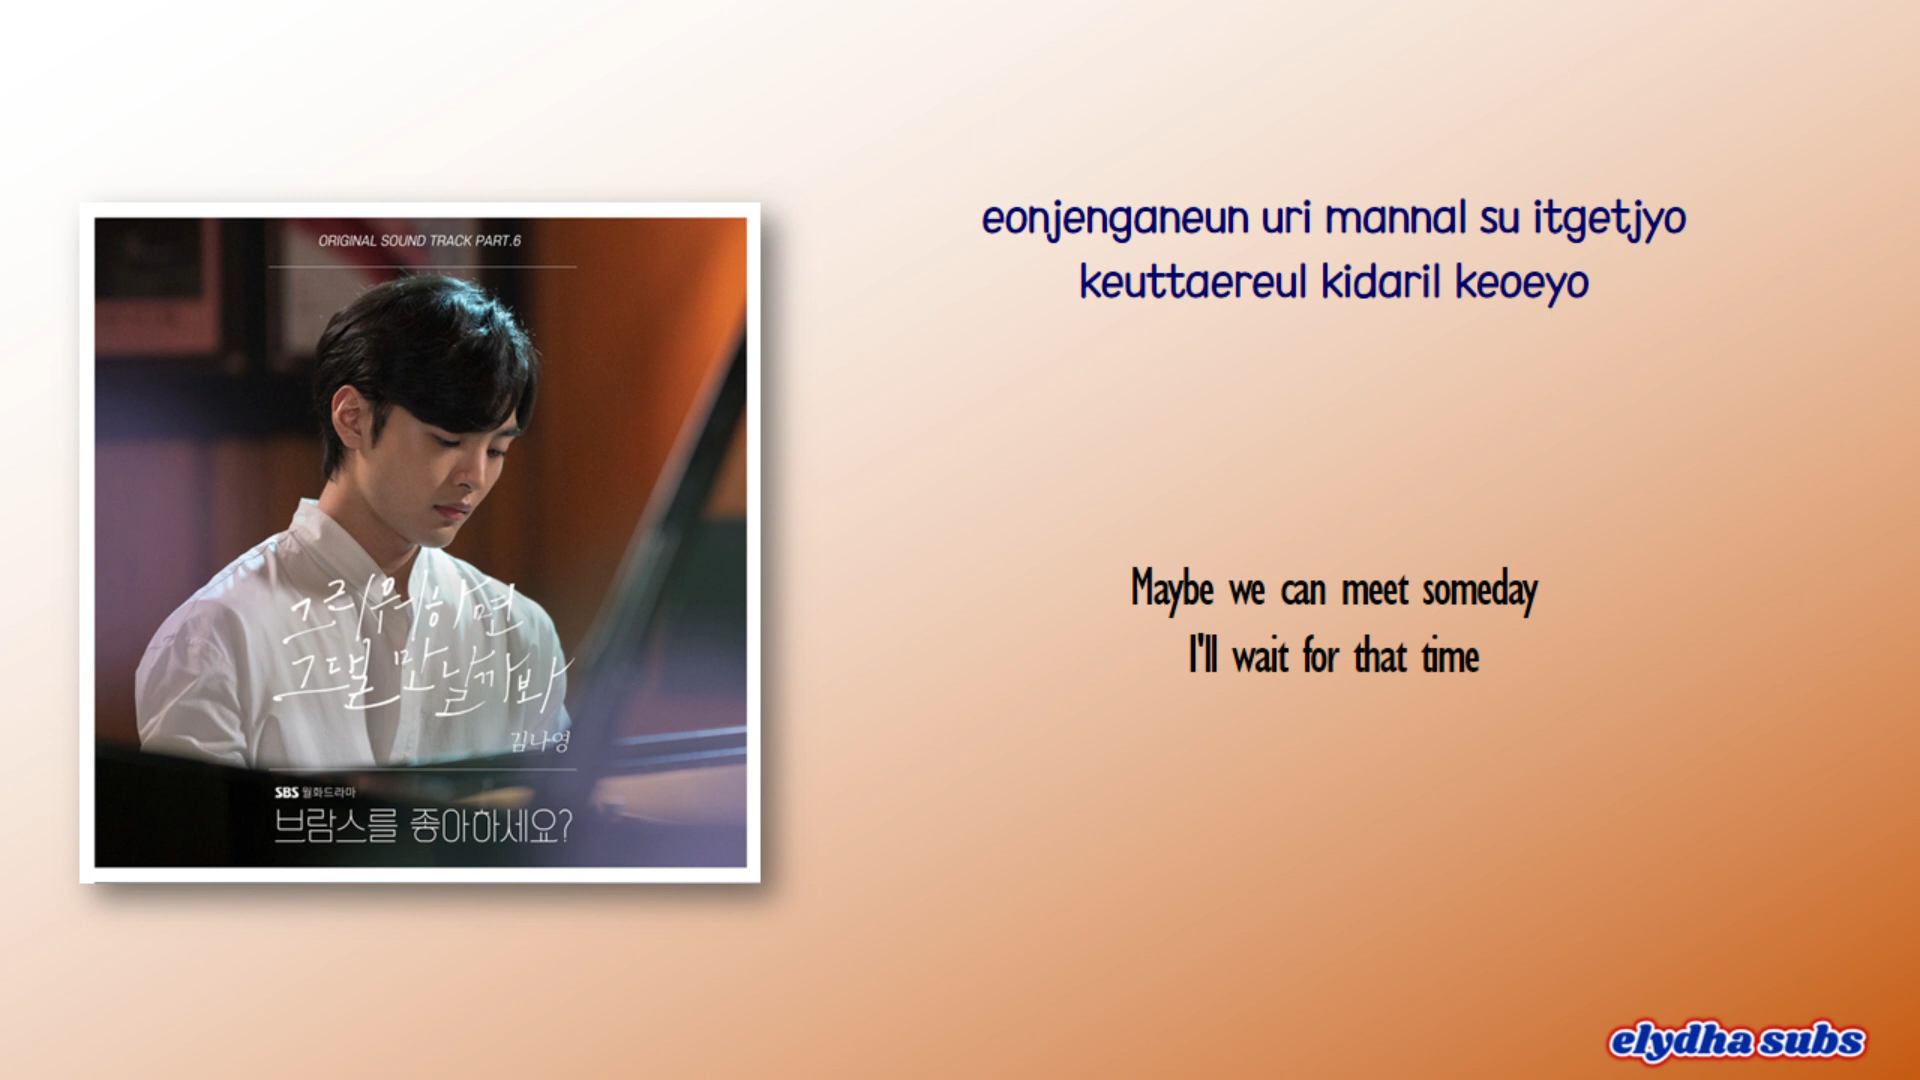 ORIGINAL SOUND TRACK PART.6
그리워하면
그댈 만날까봐
김나영
SBS 월화드라마
브람스를 좋아하세요?
eonjenganeun uri mannal su itgetjyo
keuttaereul kidaril keoeyo
Maybe we can meet someday
I'll wait for that time
elydha subs